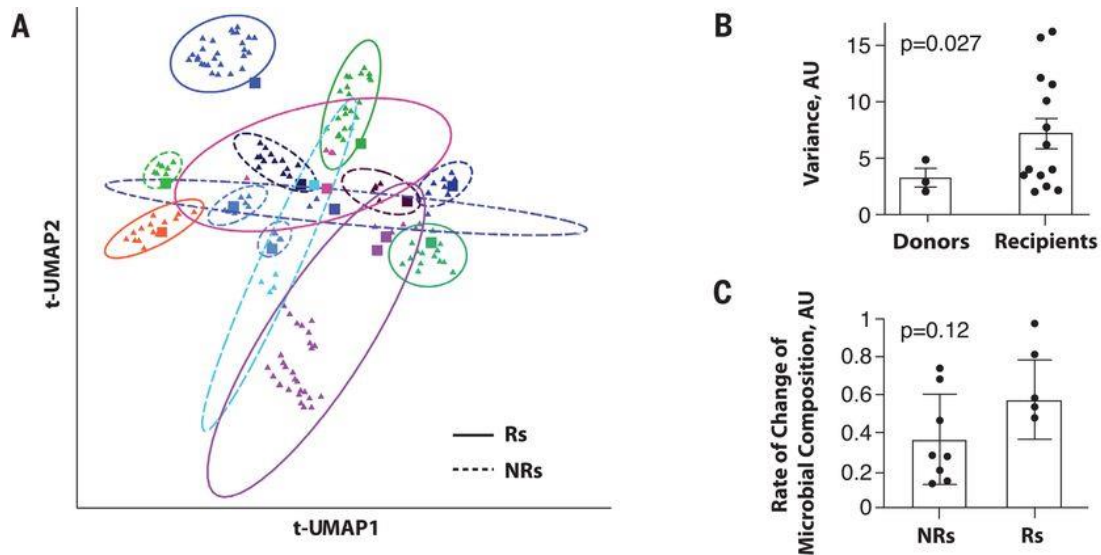 A
t-UMAP2
t-UMAP1
Rs
NRs
B
Variance, AU
15
10
5
0
p=0.027
Donors
Recipients
C
Rate of Change of
Microbial Composition, AU
1
0.8
0.6
0.4
0.2
0
p=0.12
NRs
Rs